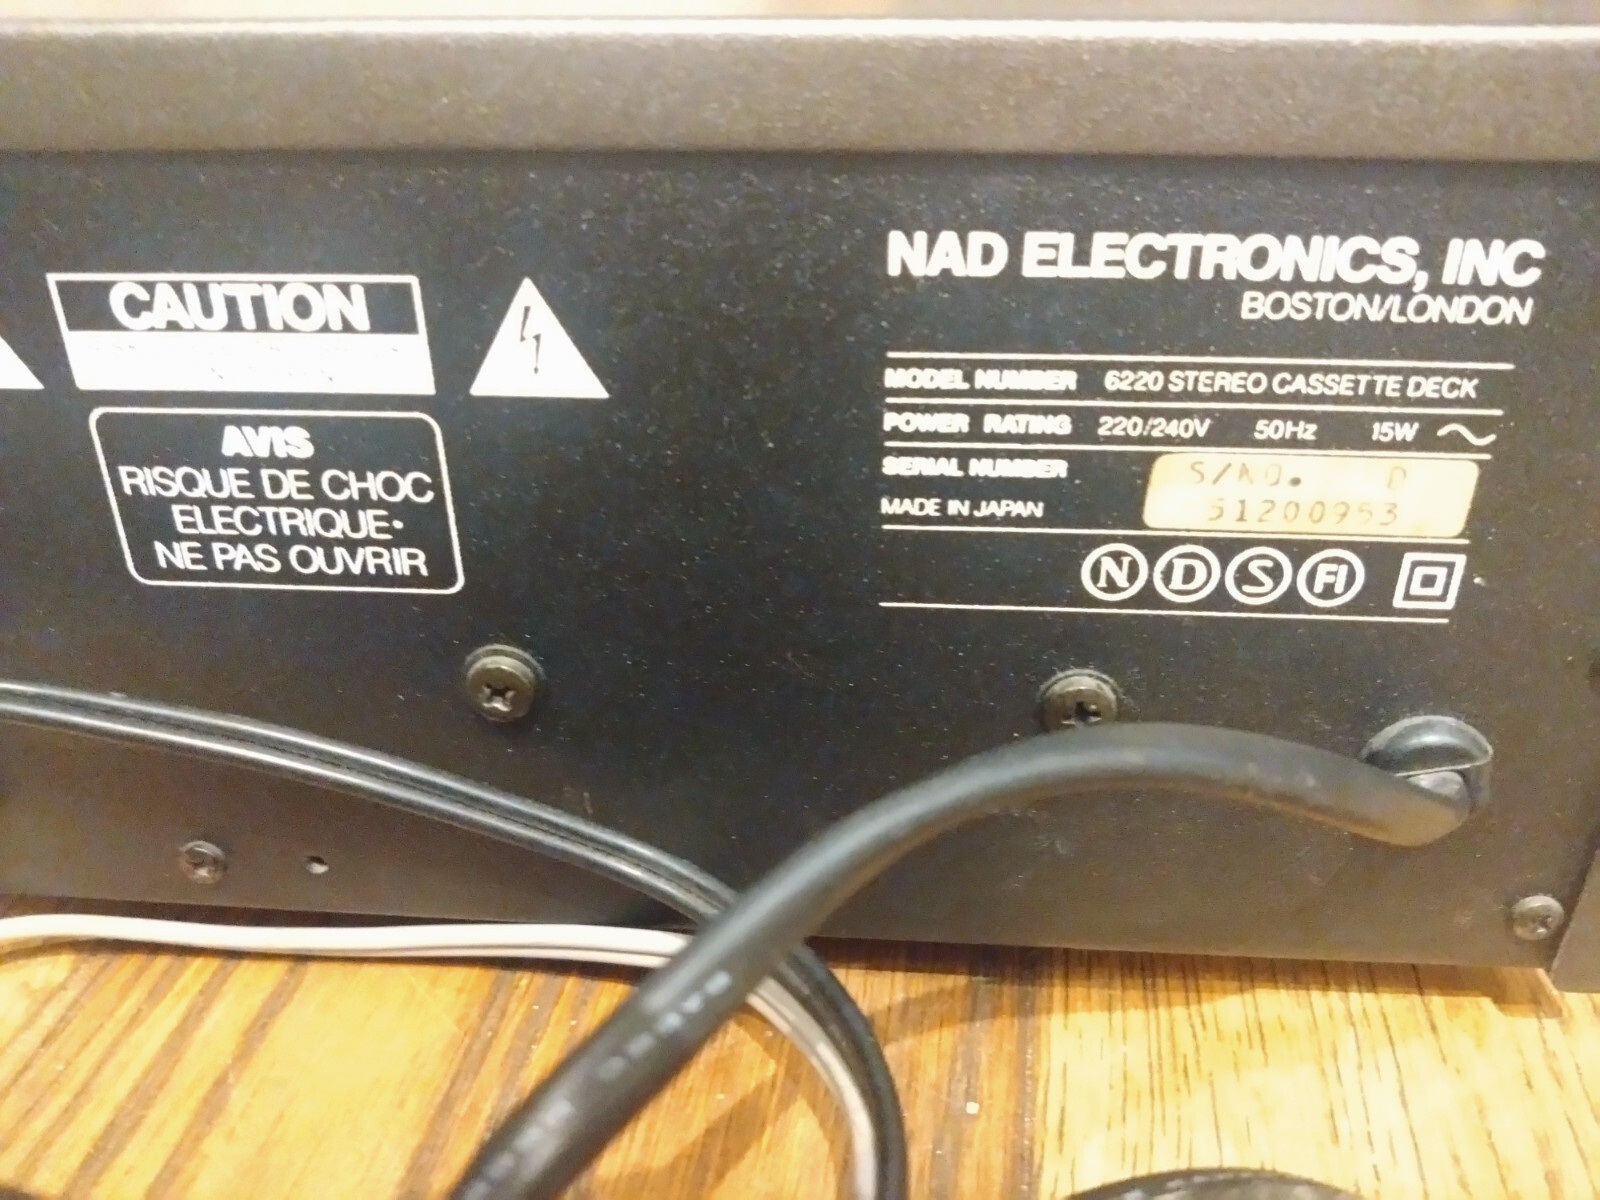 CAUTION
AVIS
RISQUE DE CHOC
ELECTRIQUE·
NE PAS OUVRIR
NAD ELECTRONICS, INC
BOSTON/LONDON
MODEL NUMBER 6220 STEREO CASSETTE DECK
POWER RATING 220/240V 50Hz 15W ~
SERIAL NUMBER S/NO. D
51200953
MADE IN JAPAN
N D S FI